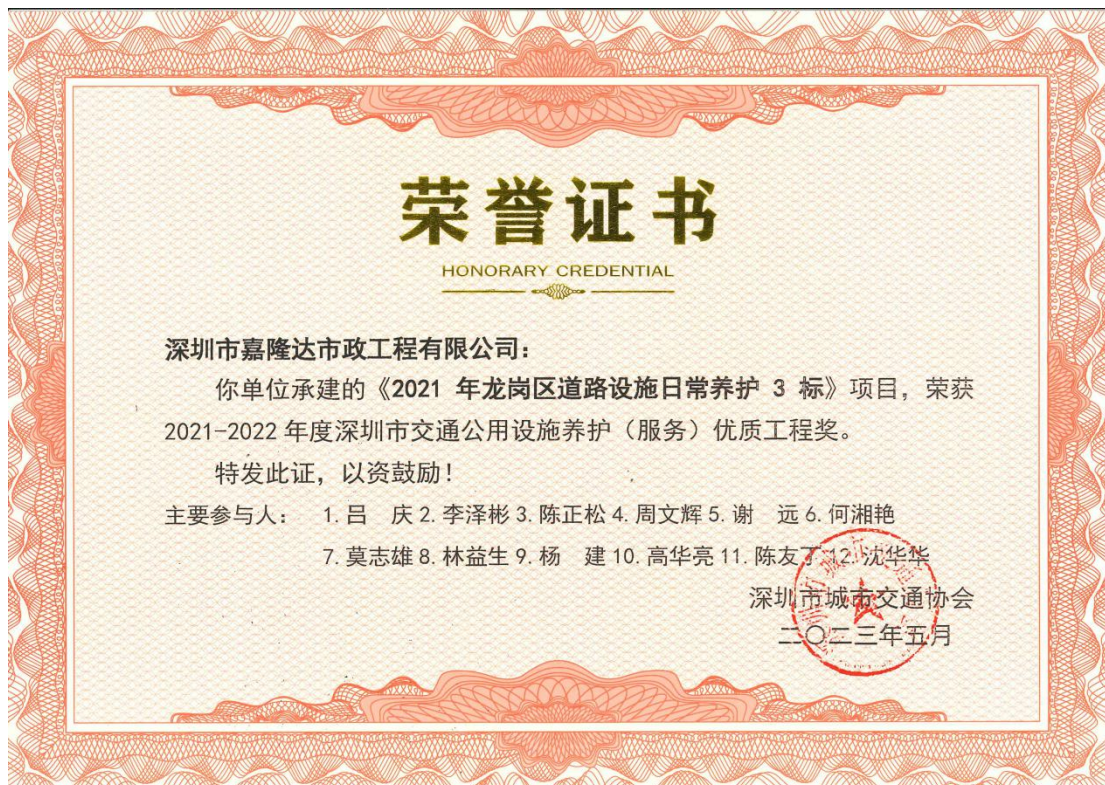 荣誉证书
HONORARY CREDENTIAL
深圳市嘉隆达市政工程有限公司：
你单位承建的《2021 年龙岗区道路设施日常养护 3 标》项目，荣获
2021-2022 年度深圳市交通公用设施养护（服务）优质工程奖。
特发此证，以资鼓励！
主要参与人： 1.吕　庆 2.李泽彬 3.陈正松 4.周文辉 5.谢　远 6.何湘艳
7.莫志雄 8.林益生 9.杨　建 10.高华亮 11.陈友丁 12.沈华华
深圳市城市交通协会
二〇二三年五月